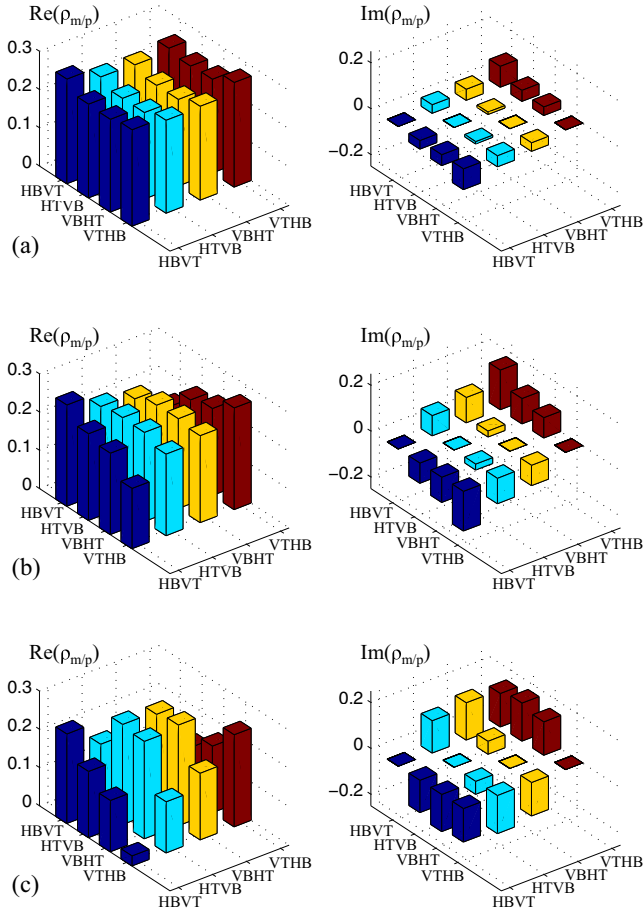 Re(ρm/p)
0.3
0.2
0.1
0
HBVT
HTVB
VBHT
VTHB
HBVT
HTVB
VBHT
VTHB
Im(ρm/p)
0.2
0
−0.2
HBVT
HTVB
VBHT
VTHB
HBVT
HTVB
VBHT
VTHB
(a)
Re(ρm/p)
0.3
0.2
0.1
0
HBVT
HTVB
VBHT
VTHB
HBVT
HTVB
VBHT
VTHB
Im(ρm/p)
0.2
0
−0.2
HBVT
HTVB
VBHT
VTHB
HBVT
HTVB
VBHT
VTHB
(b)
Re(ρm/p)
0.3
0.2
0.1
0
HBVT
HTVB
VBHT
VTHB
HBVT
HTVB
VBHT
VTHB
Im(ρm/p)
0.2
0
−0.2
HBVT
HTVB
VBHT
VTHB
HBVT
HTVB
VBHT
VTHB
(c)